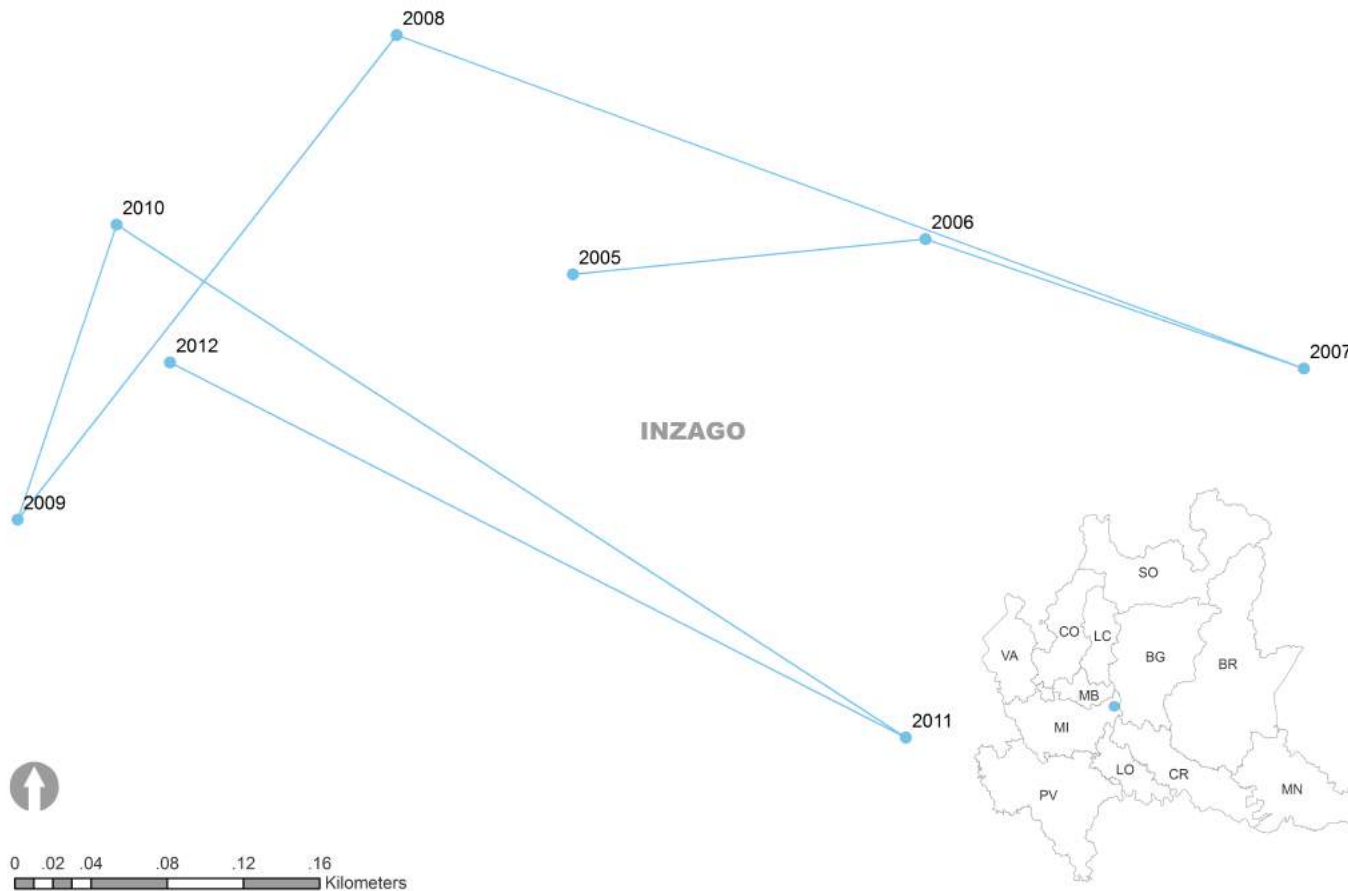 2008
2010
2006
2005
2012
2007
INZAGO
2009
SO
CO
LC
VA
BG
BR
MB
2011
MI
LO
CR
PV
MN
0 .02 .04 .08 .12 .16
Kilometers